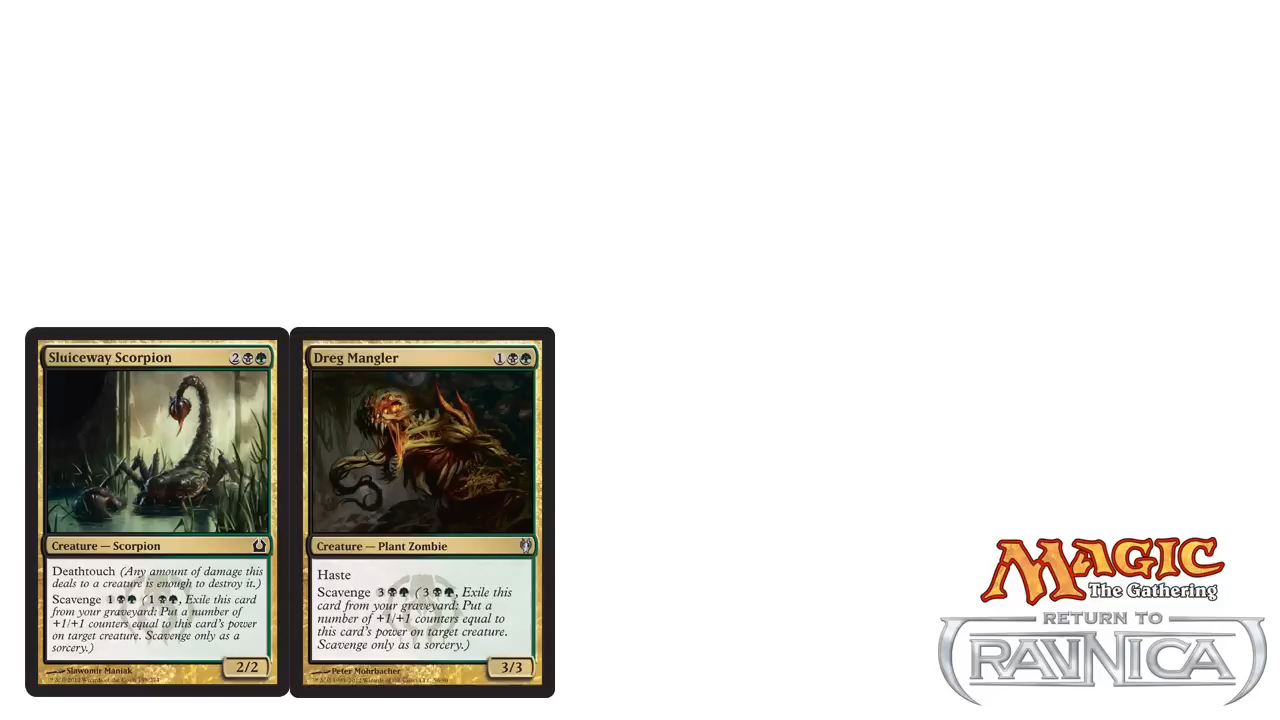 Sluiceway Scorpion 2
Creature — Scorpion
Deathtouch (Any amount of damage this
deals to a creature is enough to destroy it.)
Scavenge 1 (1, Exile this card
from your graveyard: Put a number of
+1/+1 counters equal to this card's power
on target creature. Scavenge only as a
sorcery.)
2/2
Slawomir Maniak
Dreg Mangler 1
Creature — Plant Zombie
Haste
Scavenge 3 (3, Exile this
card from your graveyard: Put a
number of +1/+1 counters equal to
this card's power on target creature.
Scavenge only as a sorcery.)
3/3
Peter Mohrbacher
MAGIC
The Gathering
RETURN TO
RAVNICA